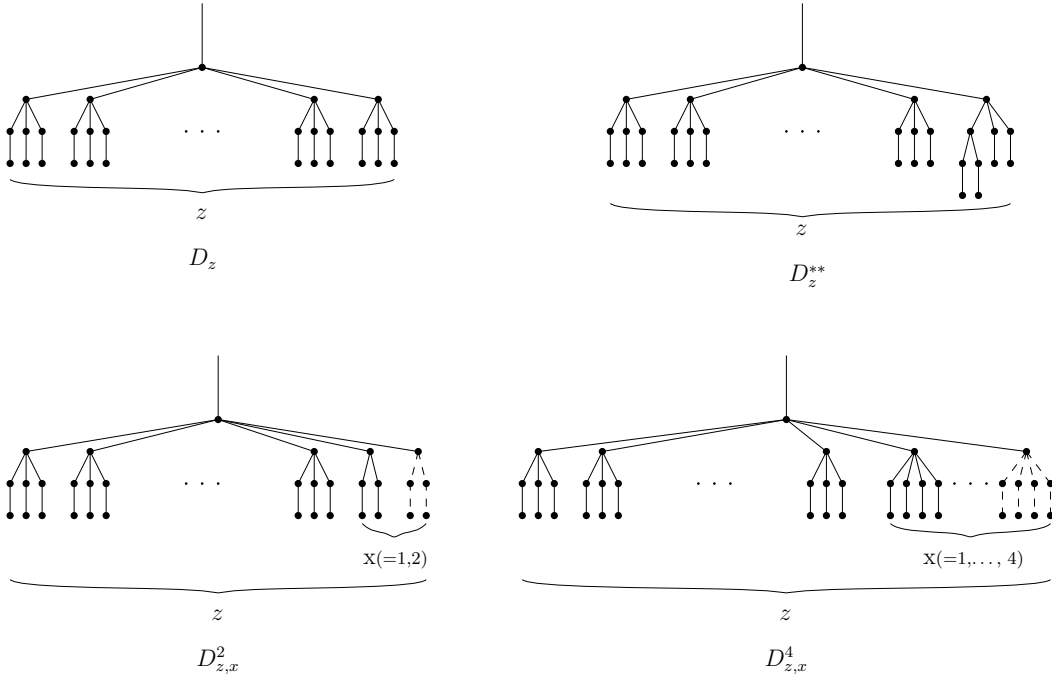 . . .
z
D_z
. . .
z
D_z^{**}
. . .
x(=1,2)
z
D_{z,x}^2
. . .
. . .
x(=1,. . . , 4)
z
D_{z,x}^4